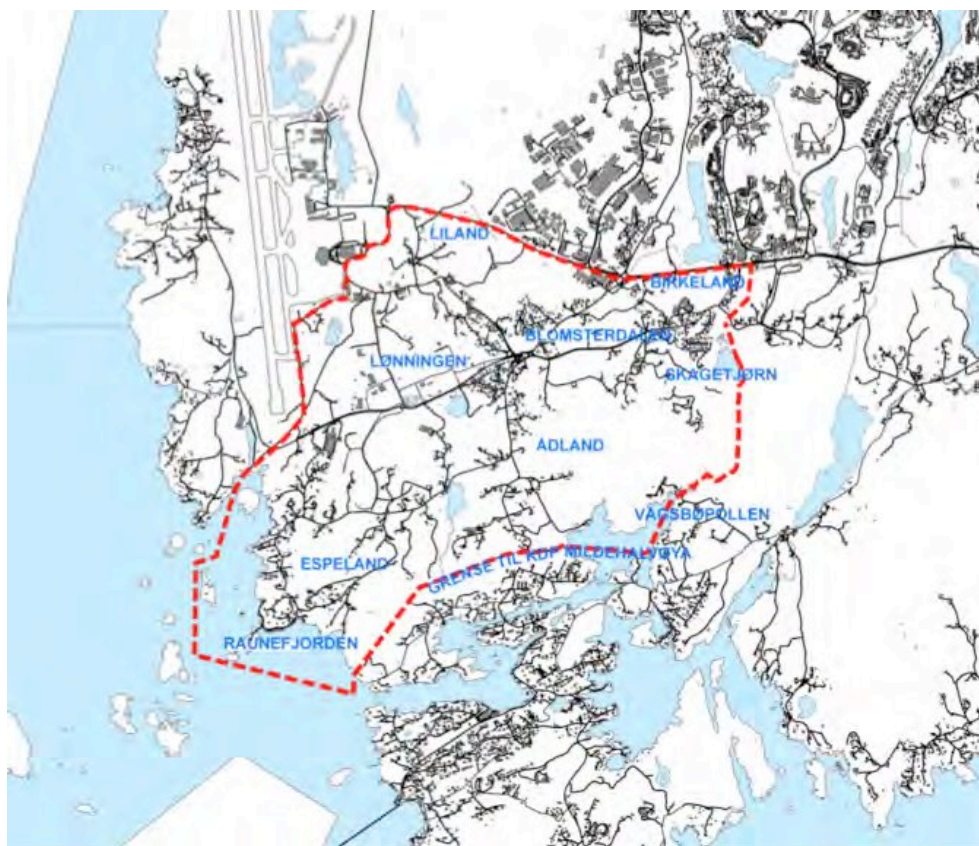 LILAND
BIRKELAND
BLOMSTERDALEN
LØNNINGEN
SKAGETJØRN
ÅDLAND
VÅGSBØPOLLEN
GRENSE TIL KDP MILDEHALVØYA
ESPELAND
RAUNEFJORDEN